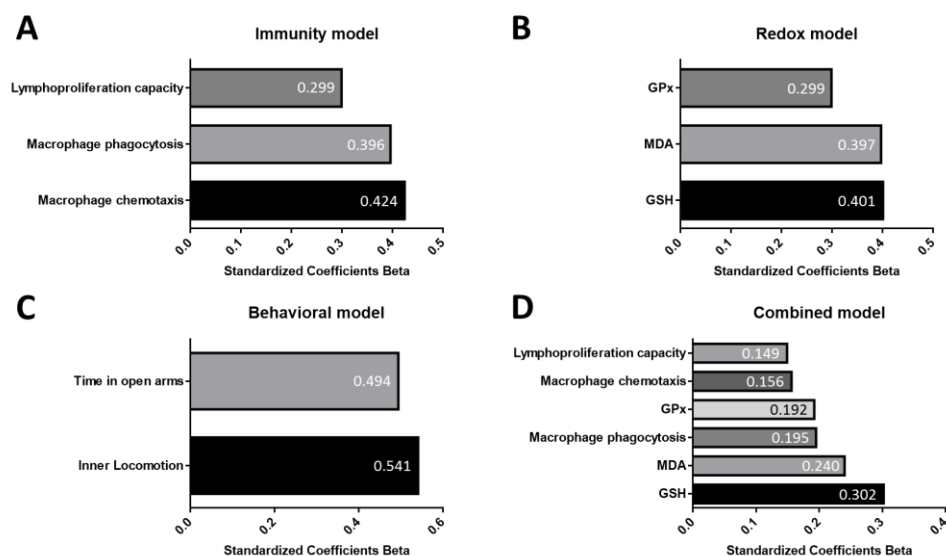 A
Immunity model
Lymphoproliferation capacity
0.299
Macrophage phagocytosis
0.396
Macrophage chemotaxis
0.424
0.0 0.1 0.2 0.3 0.4 0.5
Standardized Coefficients Beta
B
Redox model
GPx
0.299
MDA
0.397
GSH
0.401
0.0 0.1 0.2 0.3 0.4 0.5
Standardized Coefficients Beta
C
Behavioral model
Time in open arms
0.494
Inner Locomotion
0.541
0.0 0.2 0.4 0.6
Standardized Coefficients Beta
D
Combined model
Lymphoproliferation capacity
0.149
Macrophage chemotaxis
0.156
GPx
0.192
Macrophage phagocytosis
0.195
MDA
0.240
GSH
0.302
0.0 0.1 0.2 0.3 0.4
Standardized Coefficients Beta